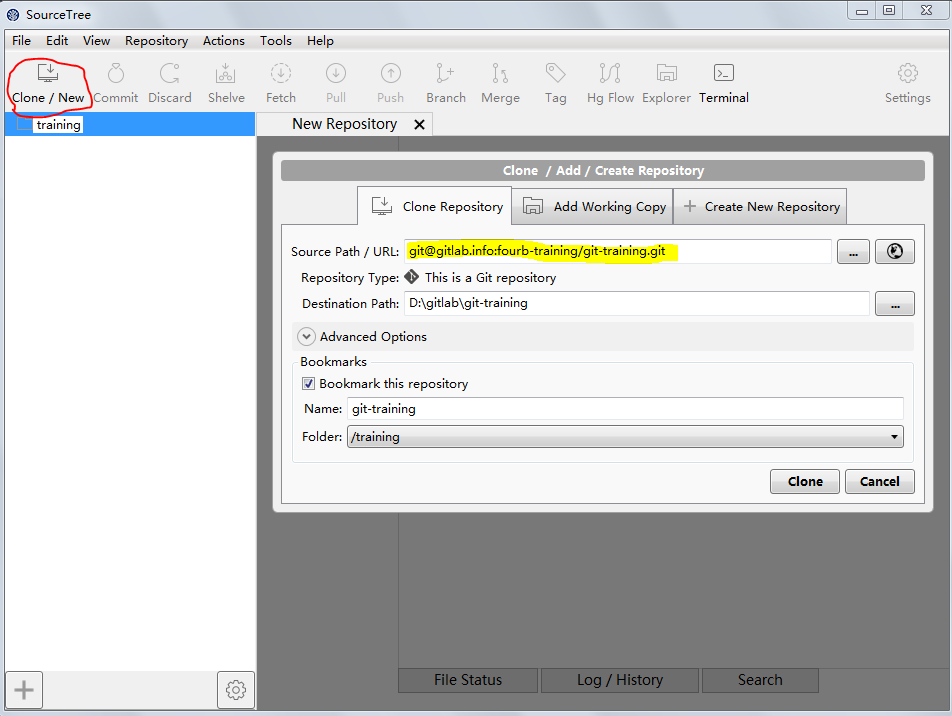 SourceTree
File Edit View Repository Actions Tools Help
Clone / New Commit Discard Shelve Fetch Pull Push Branch Merge Stash Tag Hg Flow Explorer Terminal Settings
training
New Repository
Clone / Add / Create Repository
Clone Repository Add Working Copy Create New Repository
Source Path / URL: git@gitlab.info:fourb-training/git-training.git ...
Repository Type: This is a Git repository
Destination Path: D:\gitlab\git-training ...
Advanced Options
Bookmarks
Bookmark this repository
Name: git-training
Folder: /training
Clone Cancel
File Status Log / History Search